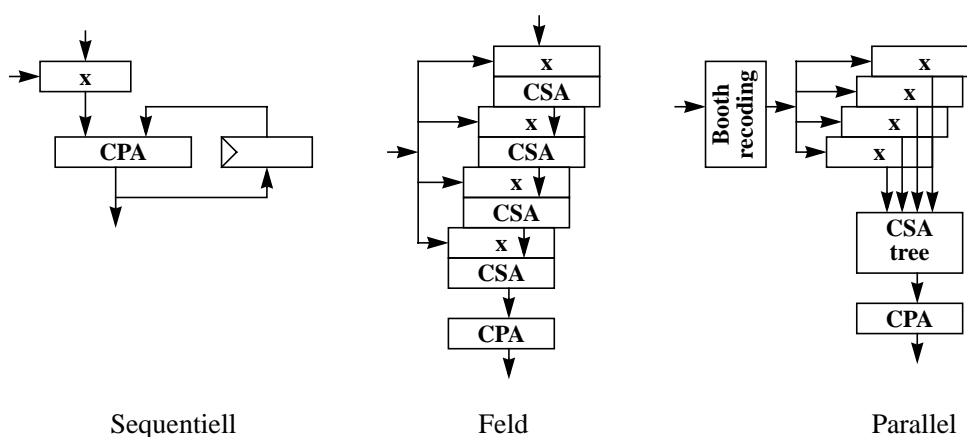 x
CPA
x
CSA
x
CSA
x
CSA
x
CSA
CPA
Booth
recoding
x
x
x
x
CSA
tree
CPA
Sequentiell
Feld
Parallel